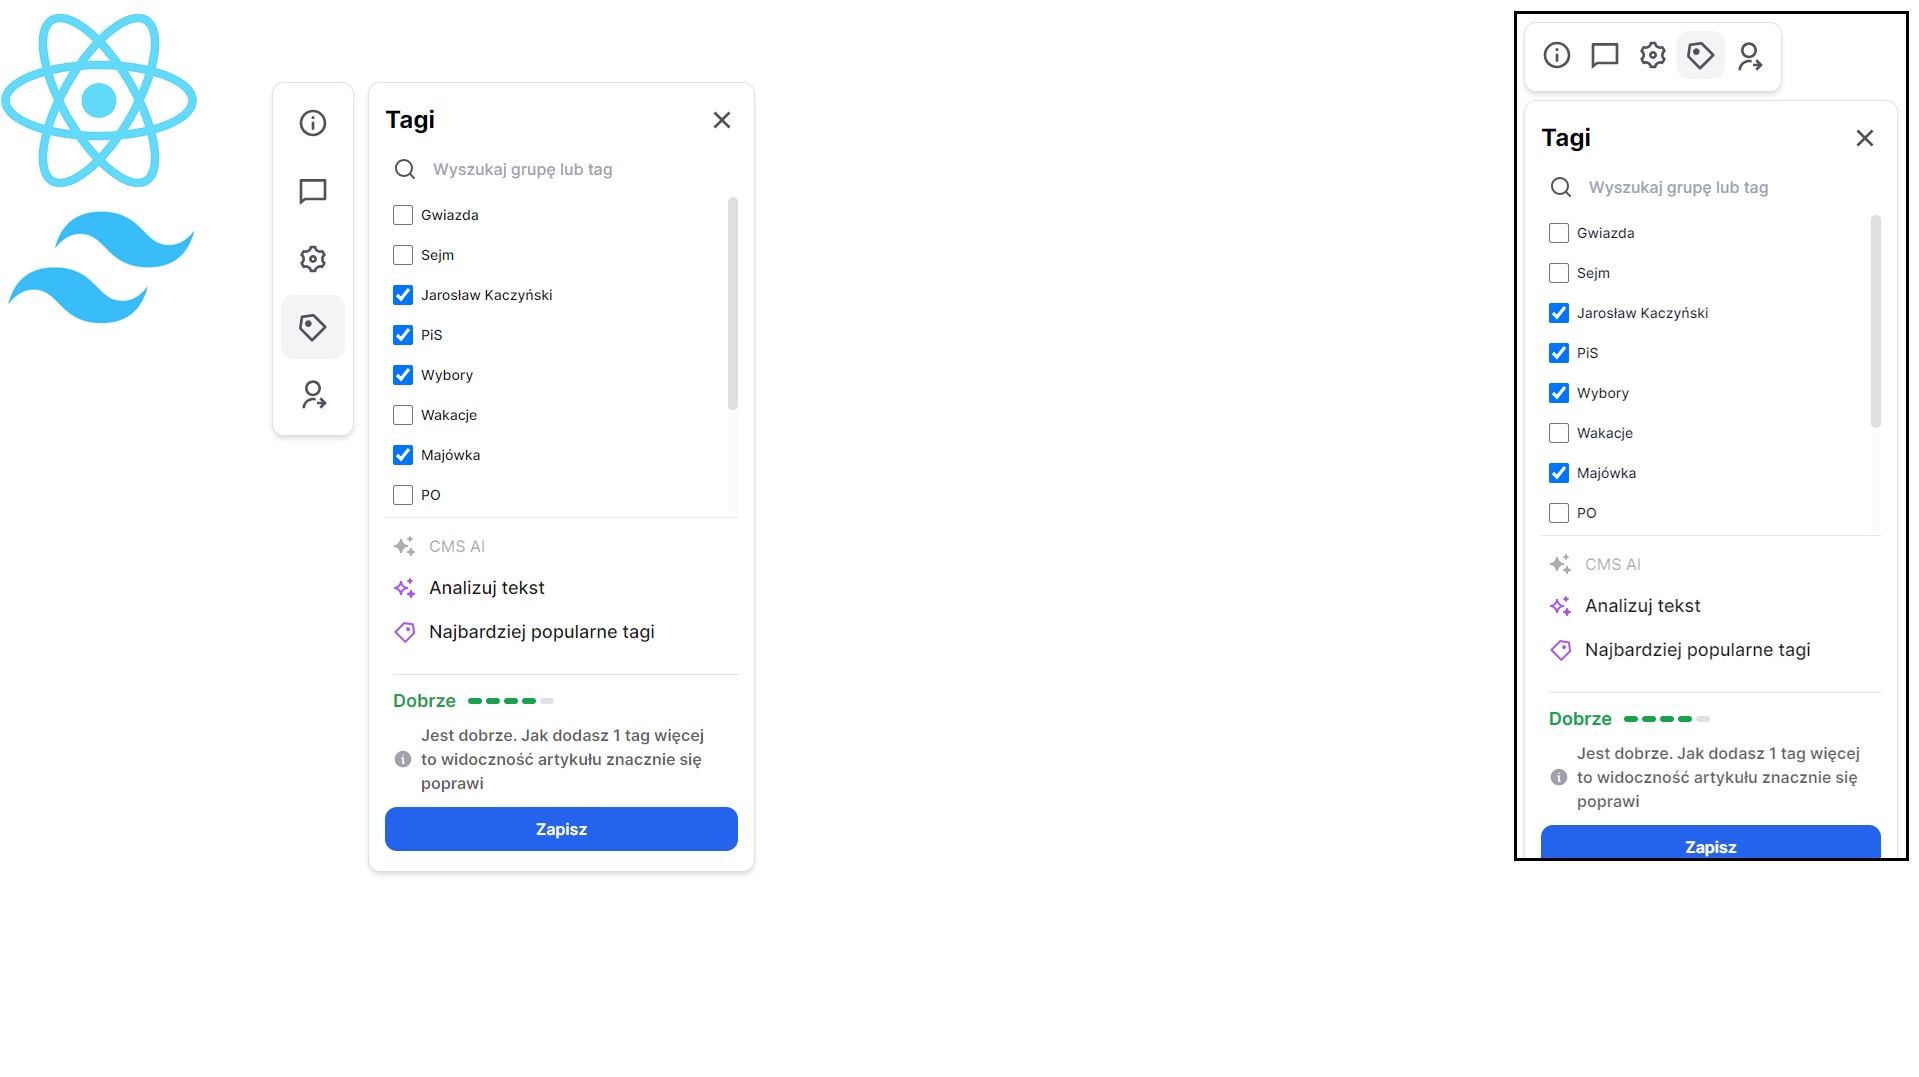 Tagi
Wyszukaj grupę lub tag
Gwiazda
Sejm
Jarosław Kaczyński
PiS
Wybory
Wakacje
Majówka
PO
CMS AI
Analizuj tekst
Najbardziej popularne tagi
Dobrze
Jest dobrze. Jak dodasz 1 tag więcej
to widoczność artykułu znacznie się
poprawi
Zapisz
Tagi
Wyszukaj grupę lub tag
Gwiazda
Sejm
Jarosław Kaczyński
PiS
Wybory
Wakacje
Majówka
PO
CMS AI
Analizuj tekst
Najbardziej popularne tagi
Dobrze
Jest dobrze. Jak dodasz 1 tag więcej
to widoczność artykułu znacznie się
poprawi
Zapisz